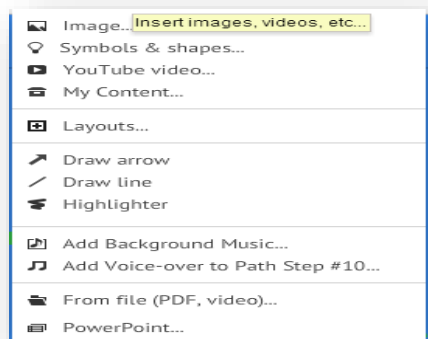 Image... Insert images, videos, etc...
Symbols & shapes...
YouTube video...
My Content...
Layouts...
Draw arrow
Draw line
Highlighter
Add Background Music...
Add Voice-over to Path Step #10...
From file (PDF, video)...
PowerPoint...